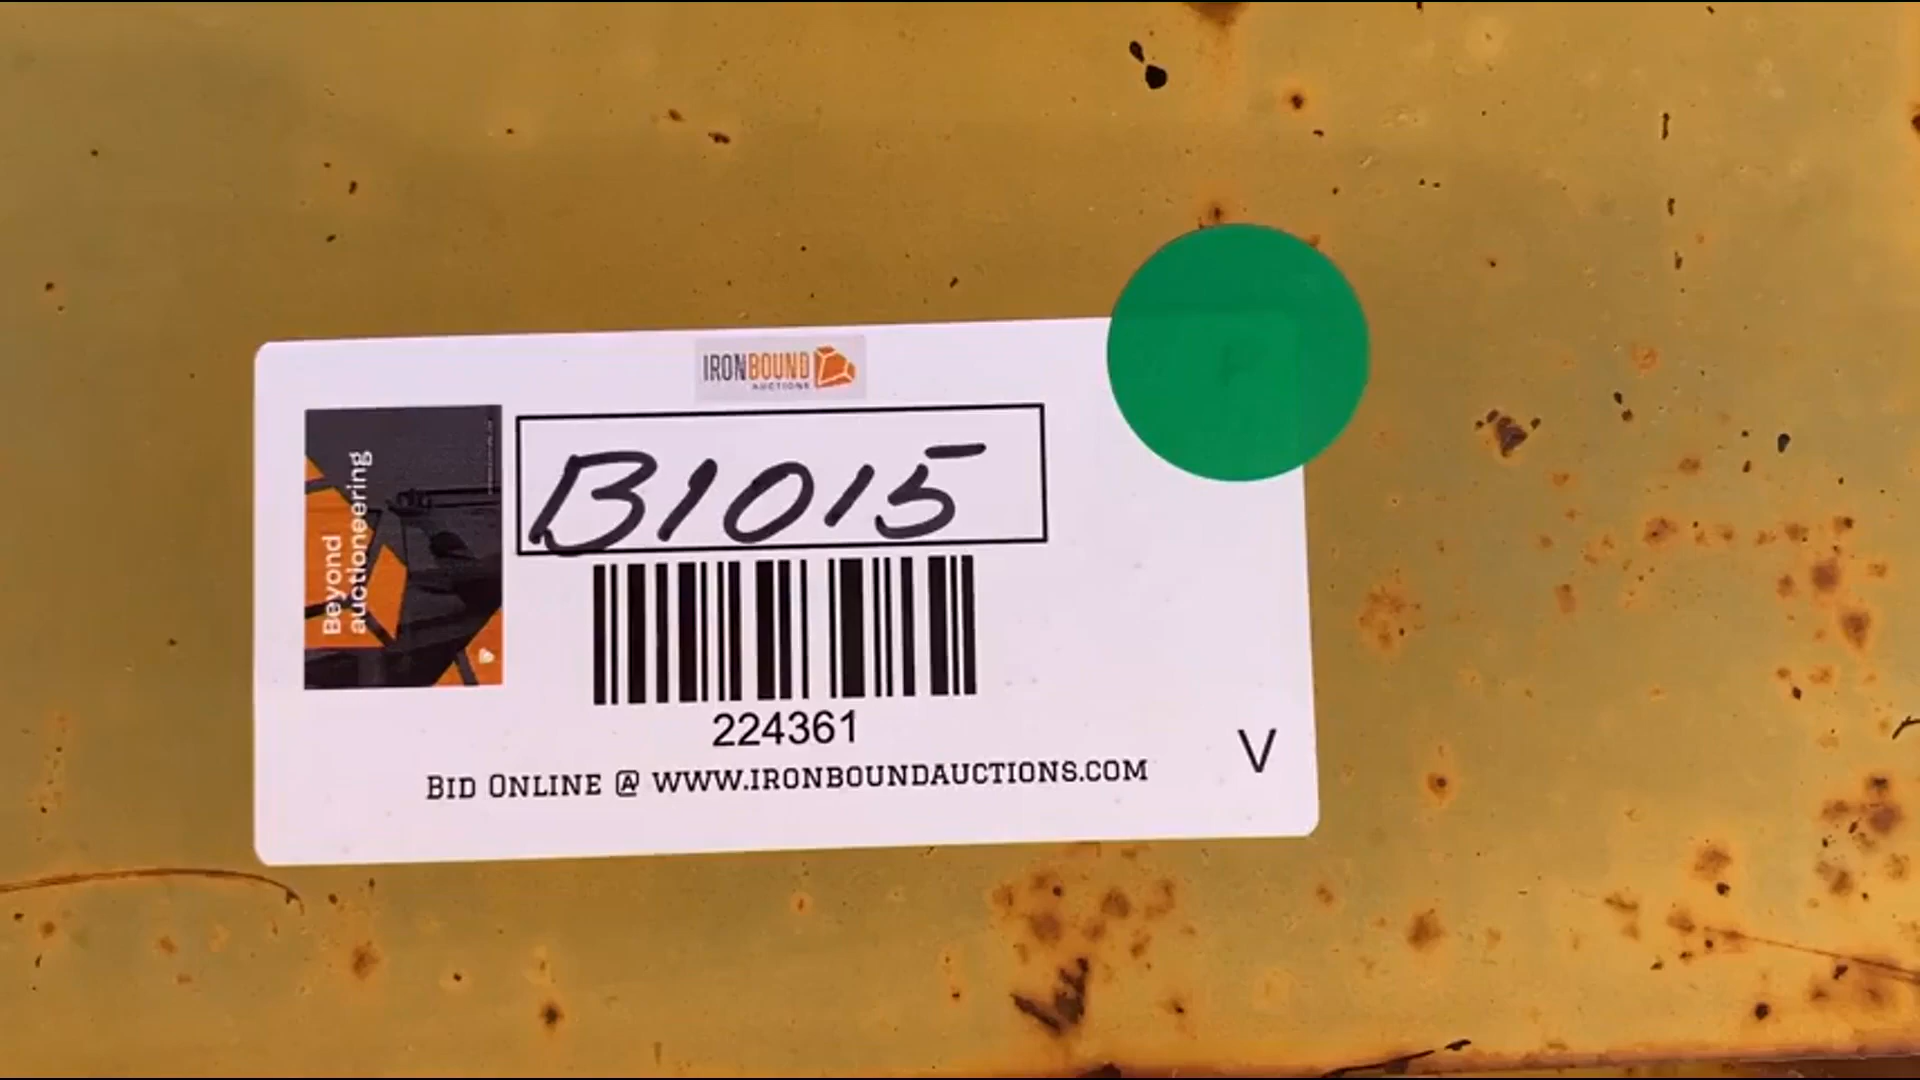 IRONBOUND
AUCTIONS
Beyond
auctioneering
B1015
224361
BID ONLINE @ WWW.IRONBOUNDAUCTIONS.COM
V